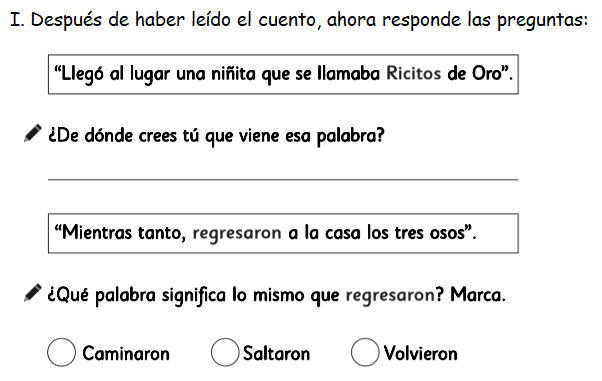 I. Después de haber leído el cuento, ahora responde las preguntas:
“Llegó al lugar una niñita que se llamaba Ricitos de Oro”.
¿De dónde crees tú que viene esa palabra?
“Mientras tanto, regresaron a la casa los tres osos”.
¿Qué palabra significa lo mismo que regresaron? Marca.
Caminaron Saltaron Volvieron